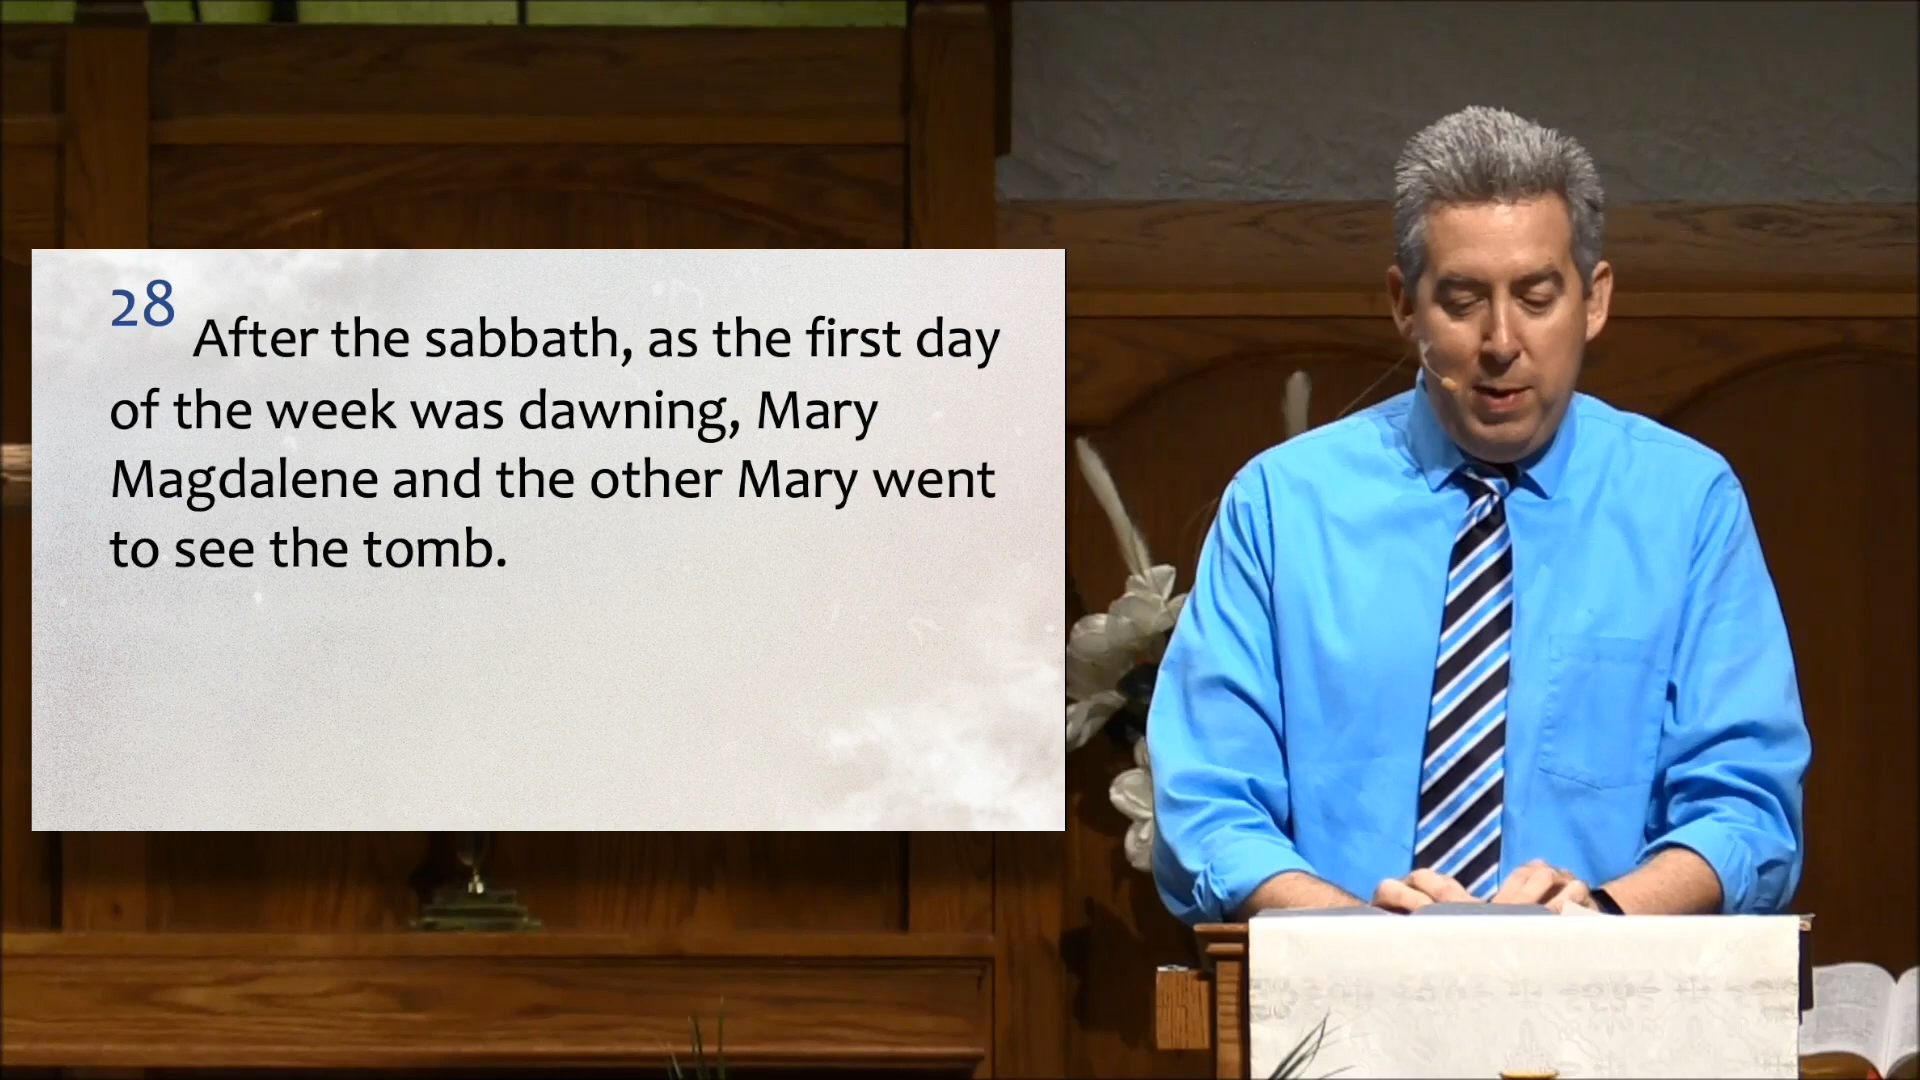 28 After the sabbath, as the first day
of the week was dawning, Mary
Magdalene and the other Mary went
to see the tomb.